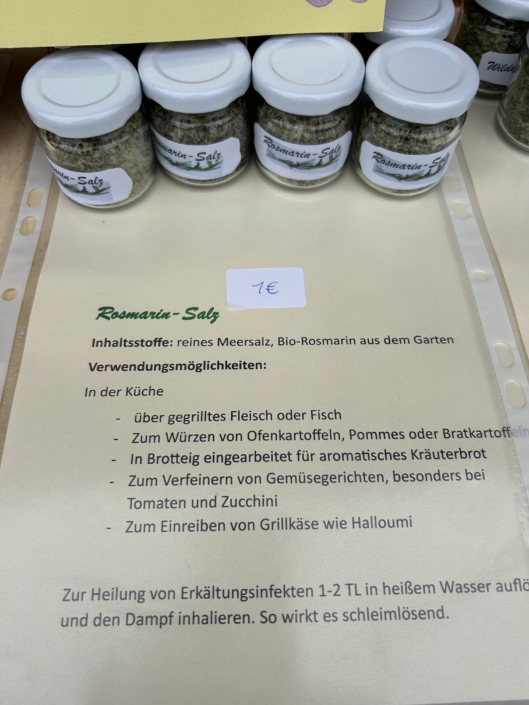 Rosmarin-Salz
Rosmarin-Salz
Rosmarin-Salz
1€
Rosmarin-Salz
Inhaltsstoffe: reines Meersalz, Bio-Rosmarin aus dem Garten
Verwendungsmöglichkeiten:
In der Küche
- über gegrilltes Fleisch oder Fisch
- Zum Würzen von Ofenkartoffeln, Pommes oder Bratkartoffeln
- In Brotteig eingearbeitet für aromatisches Kräuterbrot
- Zum Verfeinern von Gemüsegerichten, besonders bei
Tomaten und Zucchini
- Zum Einreiben von Grillkäse wie Halloumi
Zur Heilung von Erkältungsinfekten 1-2 TL in heißem Wasser auflö
und den Dampf inhalieren. So wirkt es schleimlösend.